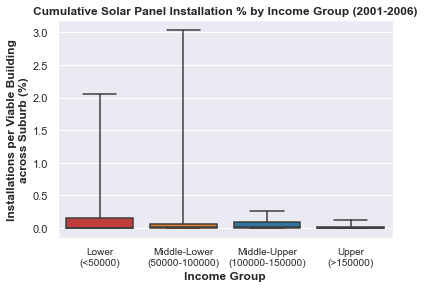 Cumulative Solar Panel Installation % by Income Group (2001-2006)
Installations per Viable Building
across Suburb (%)
3.0
2.5
2.0
1.5
1.0
0.5
0.0
Lower
(<50000)
Middle-Lower
(50000-100000)
Middle-Upper
(100000-150000)
Upper
(>150000)
Income Group